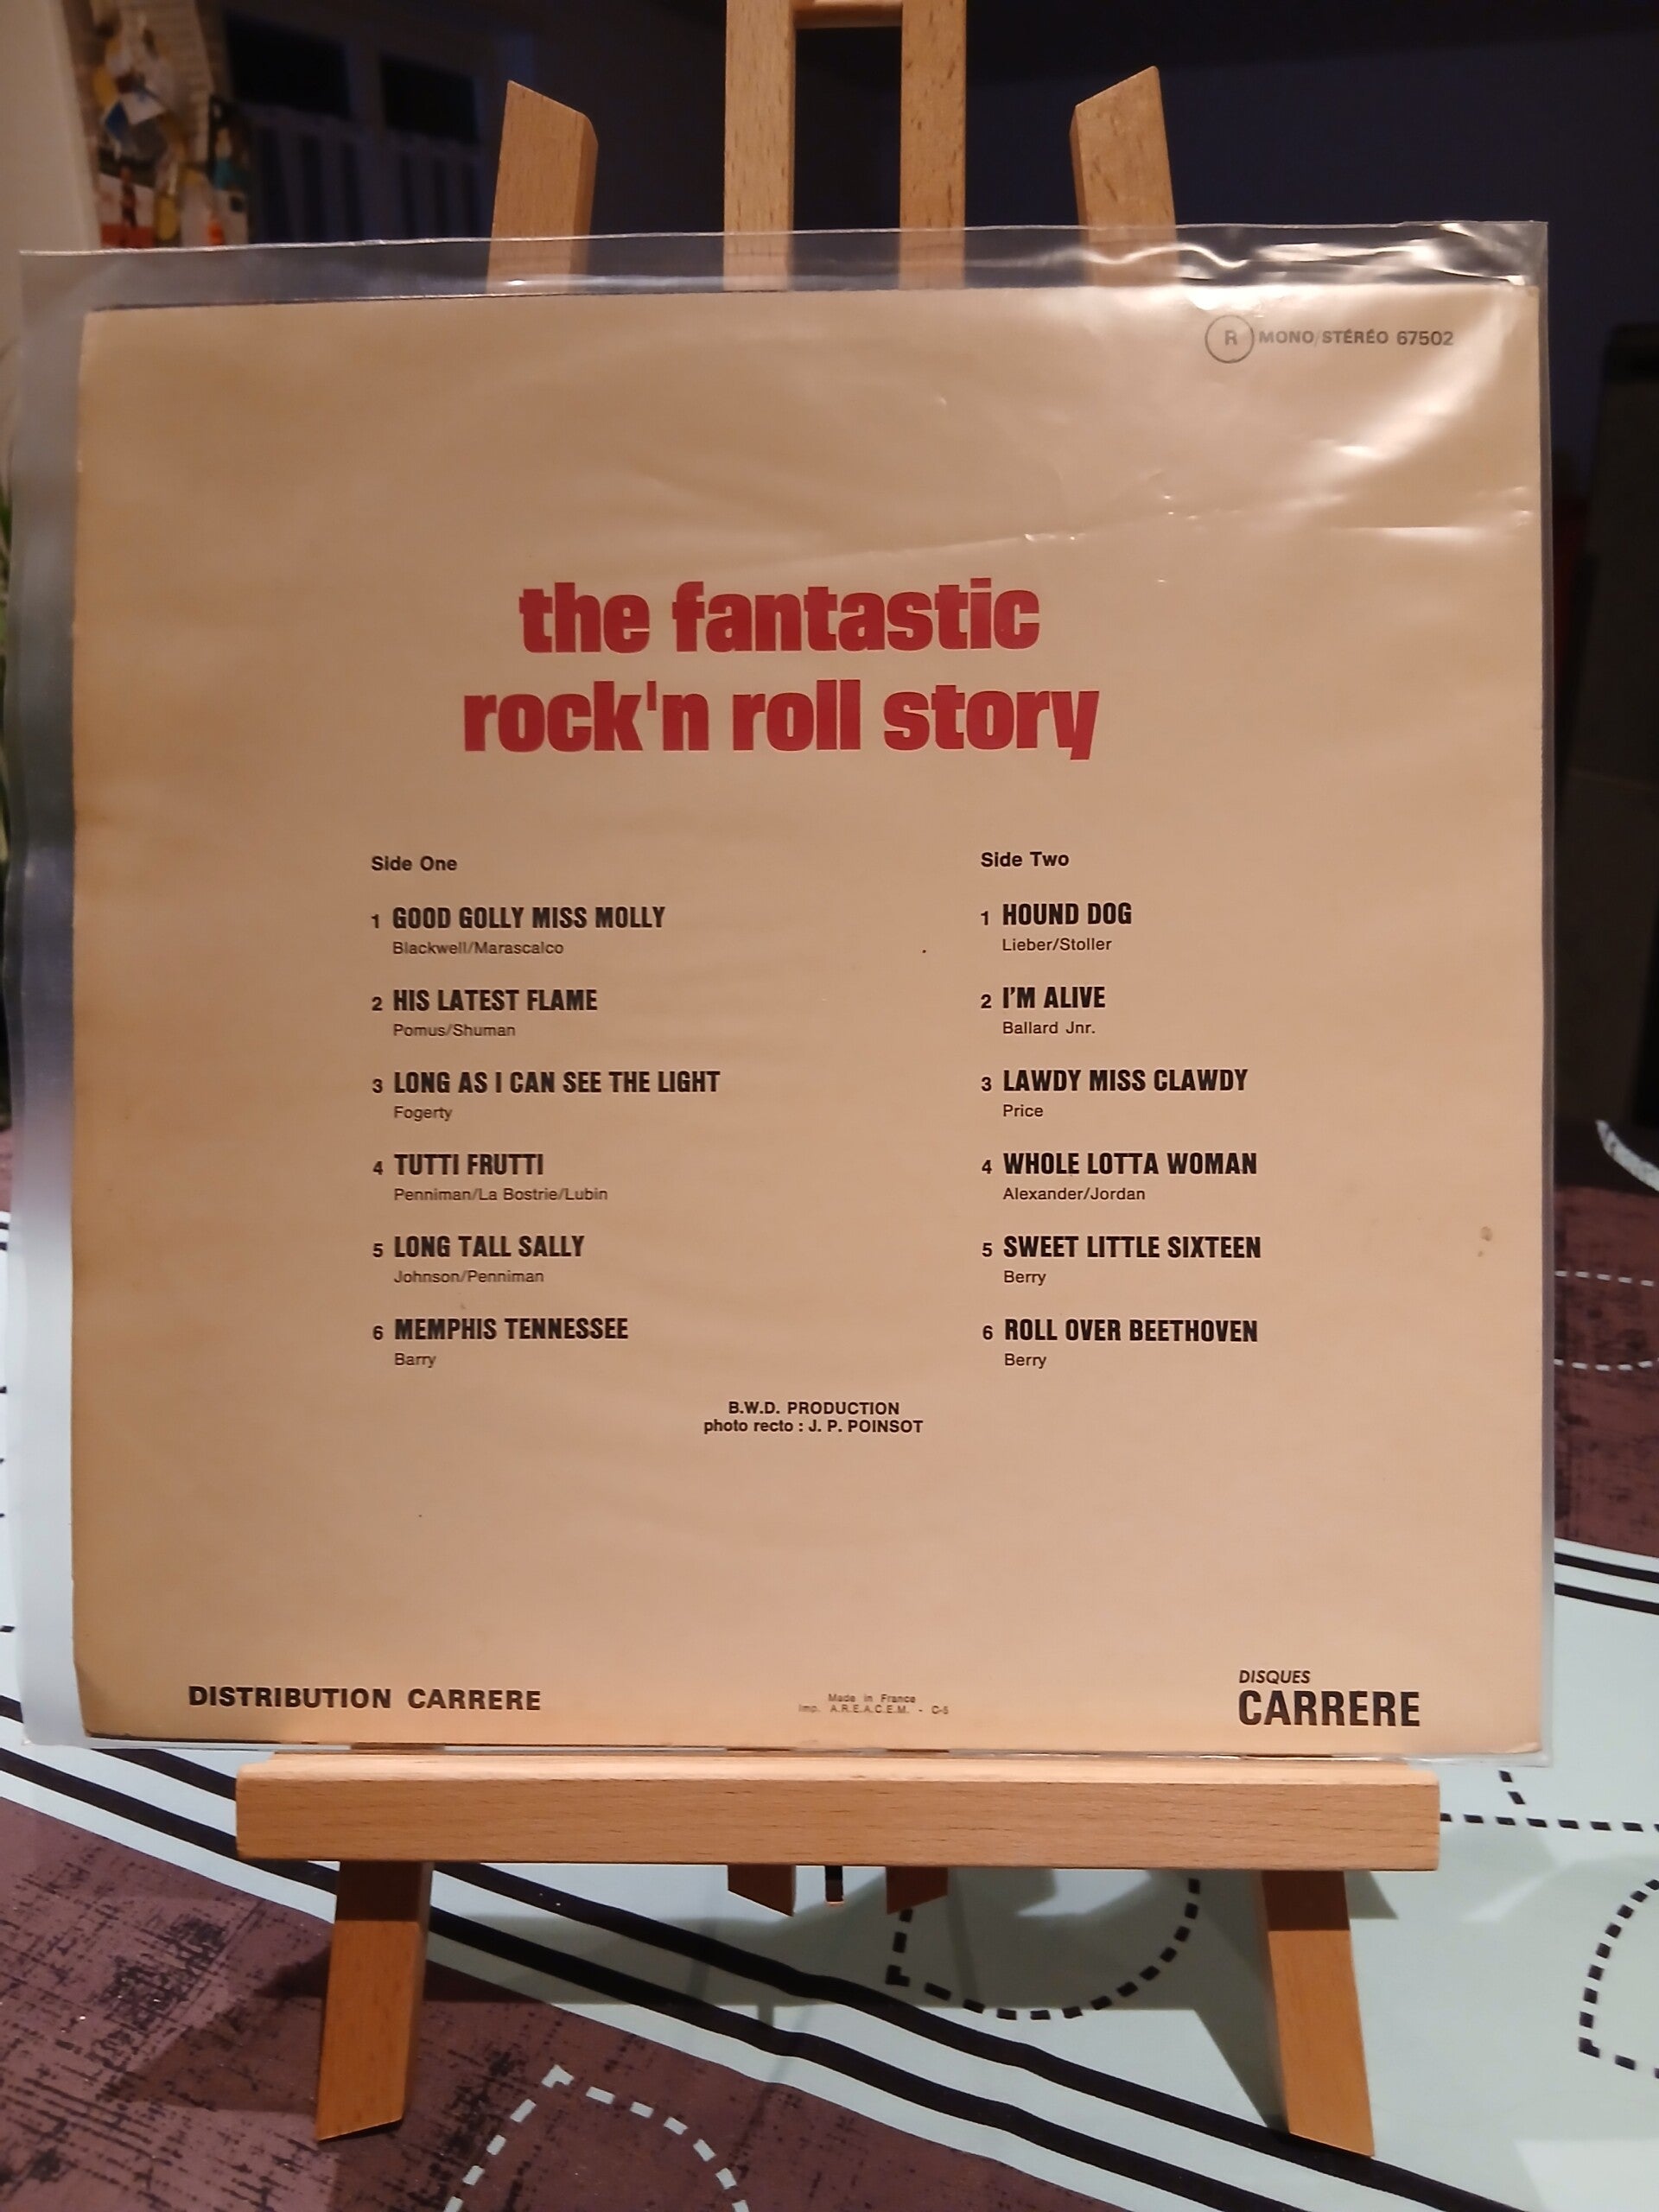 R MONO/STÉRÉO 67502
the fantastic
rock'n roll story
Side One
1 GOOD GOLLY MISS MOLLY
Blackwell/Marascalco
2 HIS LATEST FLAME
Pomus/Shuman
3 LONG AS I CAN SEE THE LIGHT
Fogerty
4 TUTTI FRUTTI
Penniman/La Bostrie/Lubin
5 LONG TALL SALLY
Johnson/Penniman
6 MEMPHIS TENNESSEE
Barry
Side Two
1 HOUND DOG
Lieber/Stoller
2 I'M ALIVE
Ballard Jnr.
3 LAWDY MISS CLAWDY
Price
4 WHOLE LOTTA WOMAN
Alexander/Jordan
5 SWEET LITTLE SIXTEEN
Berry
6 ROLL OVER BEETHOVEN
Berry
B.W.D. PRODUCTION
photo recto : J. P. POINSOT
DISTRIBUTION CARRERE
Made in France
Imp. A.R.E.A.C.E.M. - C-5
DISQUES
CARRERE